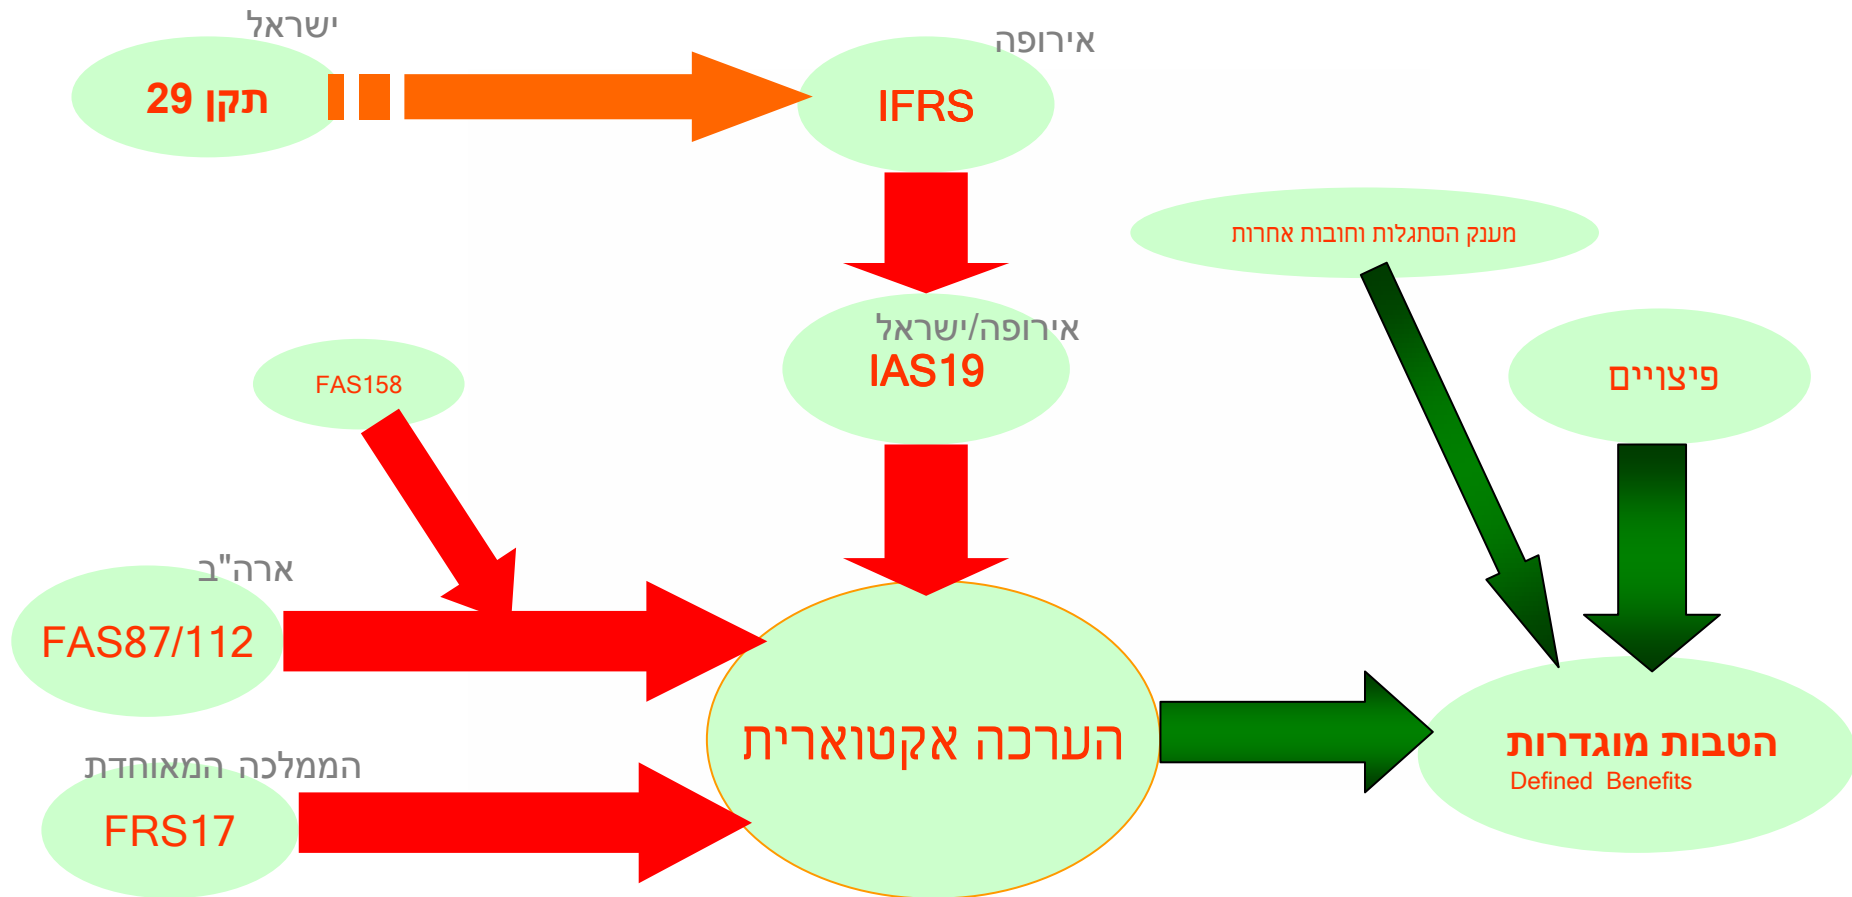 ישראל
תקן 29
אירופה
IFRS
מענק הסתגלות וחובות אחרות
אירופה/ישראל
IAS19
FAS158
פיצויים
ארה"ב
FAS87/112
הערכה אקטוארית
הטבות מוגדרות
Defined Benefits
הממלכה המאוחדת
FRS17